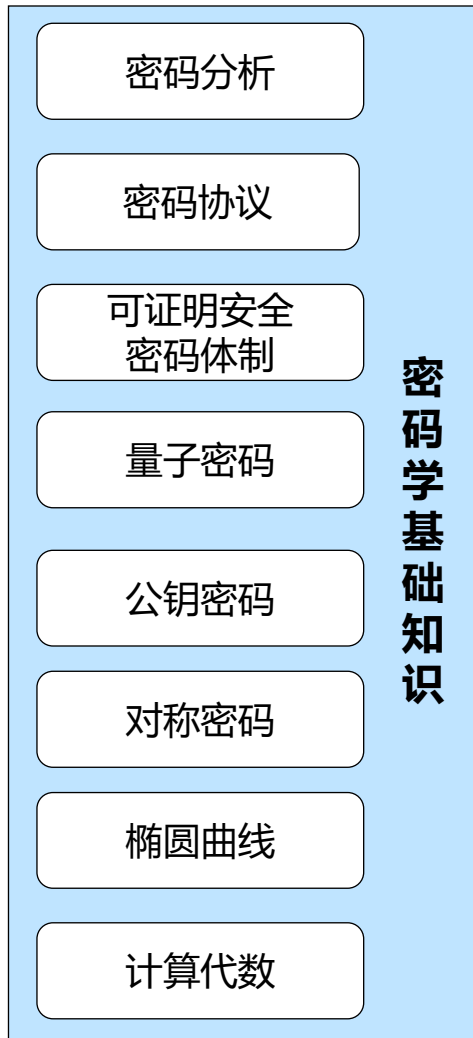 密码分析
密码协议
可证明安全
密码体制
量子密码
公钥密码
对称密码
椭圆曲线
计算代数
密码学基础知识